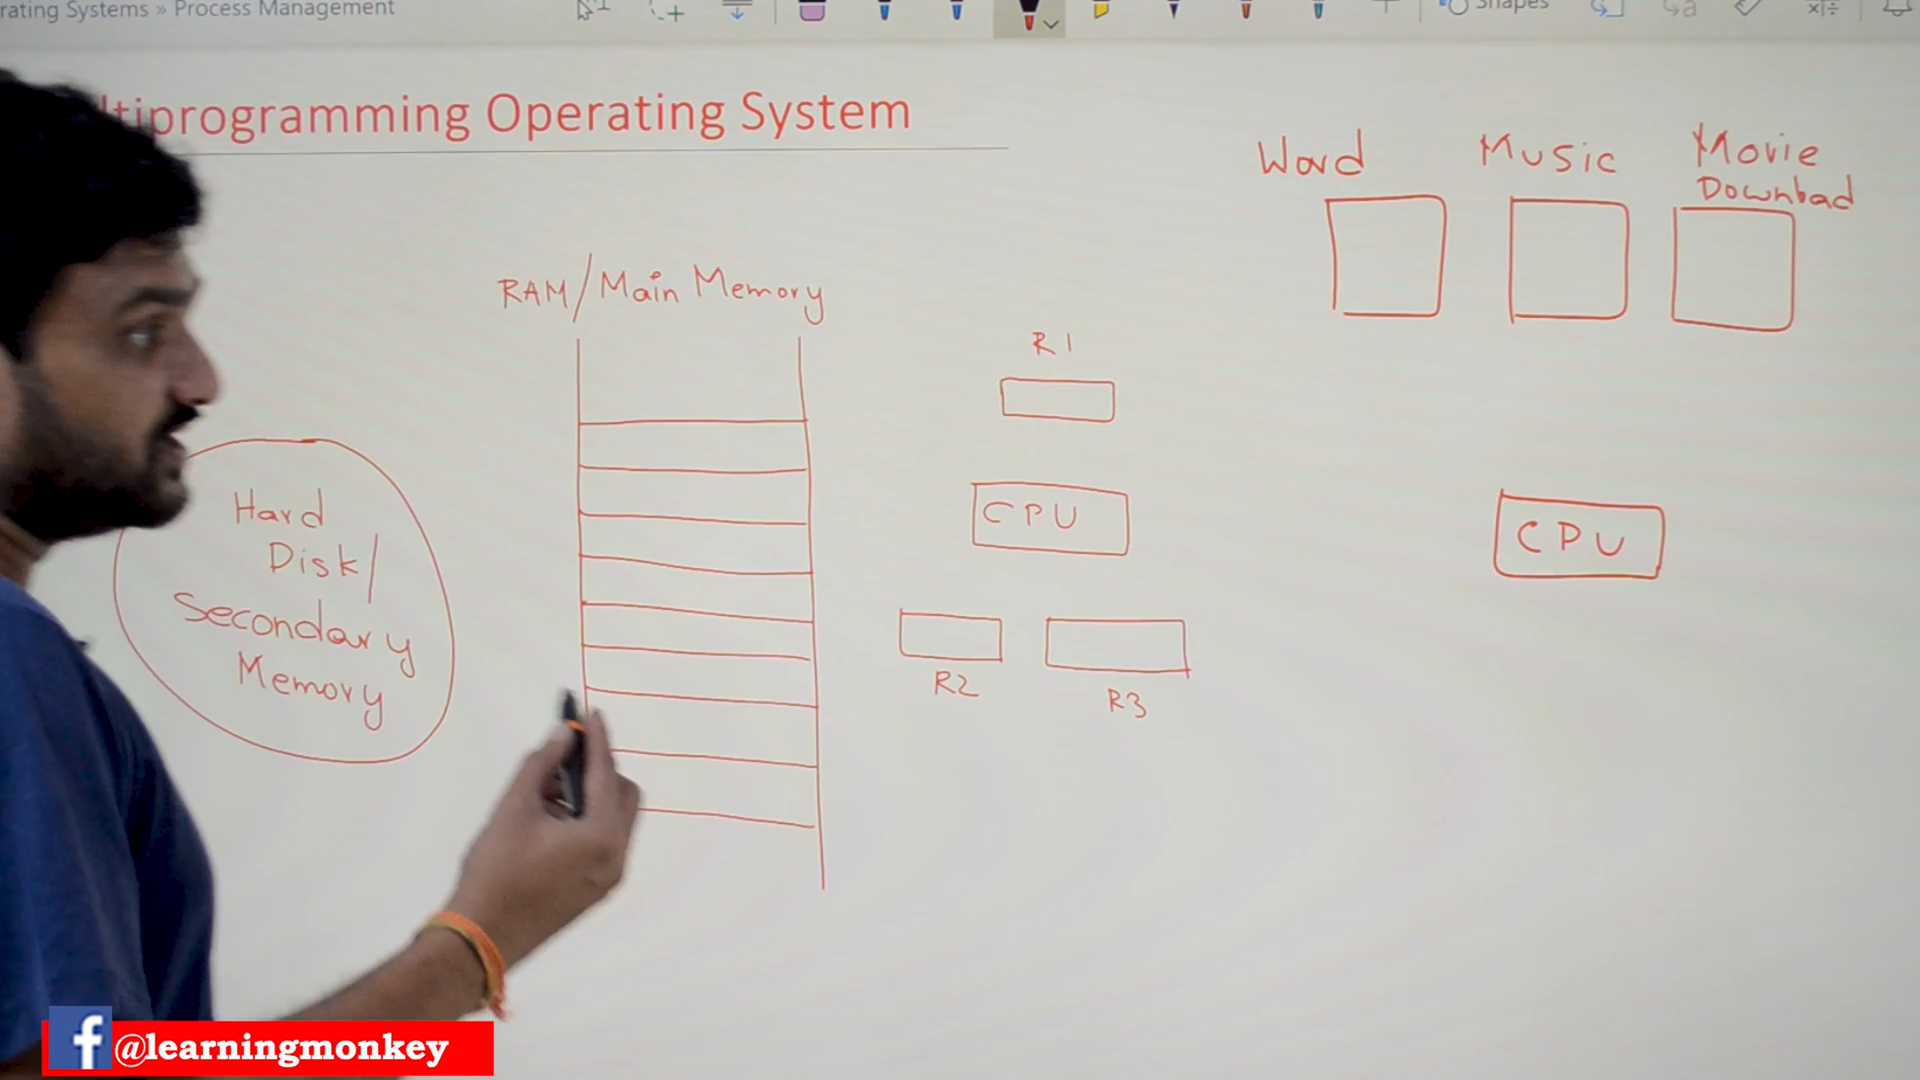 rating Systems » Process Management
Shapes
ltiprogramming Operating System
Word
Music
Movie
Download
RAM/Main Memory
R1
Hard
Disk/
Secondary
Memory
CPU
CPU
R2
R3
f @learningmonkey